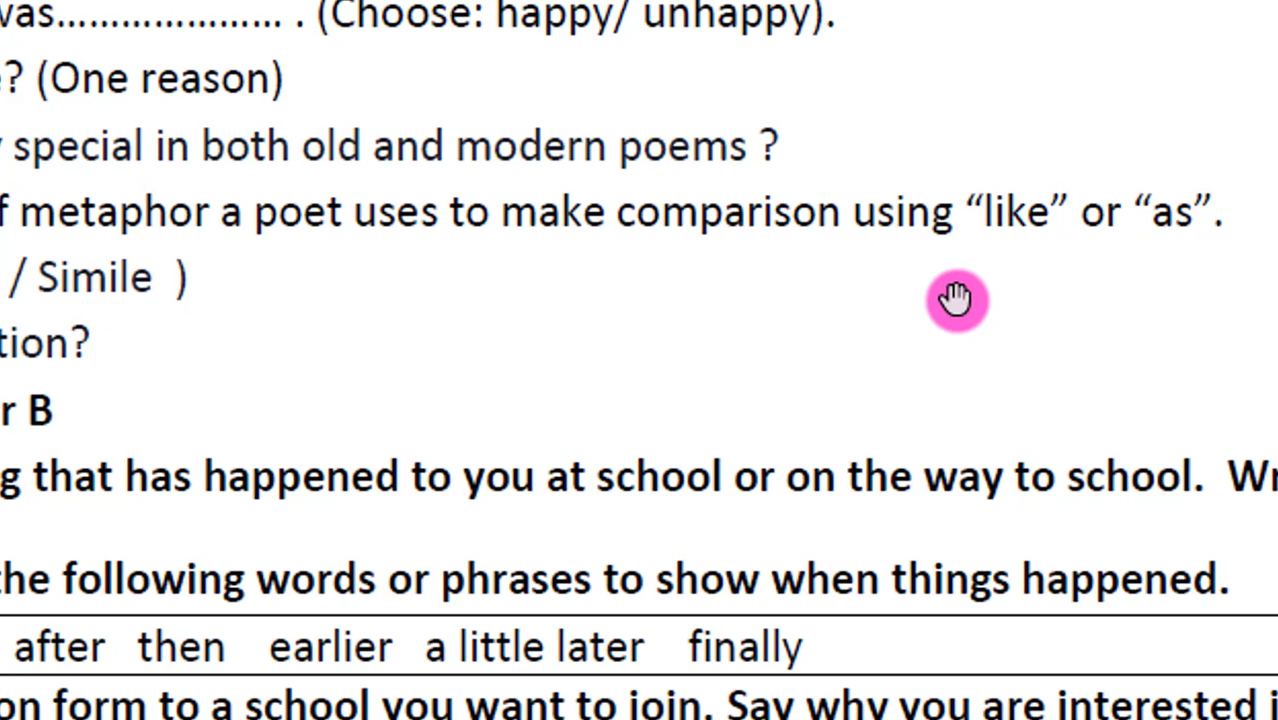 was..................... . (Choose: happy/ unhappy).
? (One reason)
special in both old and modern poems ?
f metaphor a poet uses to make comparison using “like” or “as”.
/ Simile )
tion?
r B
g that has happened to you at school or on the way to school. Wr
the following words or phrases to show when things happened.
after then earlier a little later finally
on form to a school you want to join. Say why you are interested i